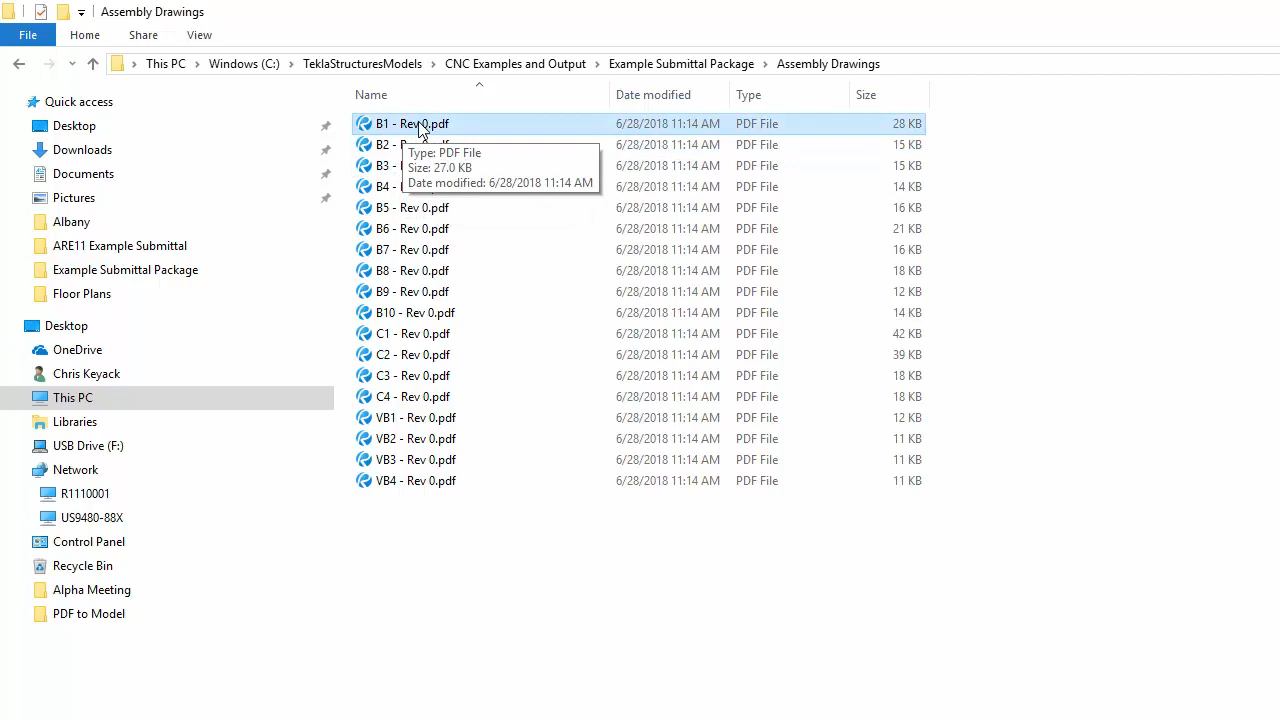 Assembly Drawings
File Home Share View
This PC Windows (C:) TeklaStructuresModels CNC Examples and Output Example Submittal Package Assembly Drawings
Name Date modified Type Size
Quick access
Desktop
Downloads
Documents
Pictures
Albany
ARE11 Example Submittal
Example Submittal Package
Floor Plans
Desktop
OneDrive
Chris Keyack
This PC
Libraries
USB Drive (F:)
Network
R1110001
US9480-88X
Control Panel
Recycle Bin
Alpha Meeting
PDF to Model
B1 - Rev 0.pdf 6/28/2018 11:14 AM PDF File 28 KB
B2 - 6/28/2018 11:14 AM PDF File 15 KB
B3 - 6/28/2018 11:14 AM PDF File 15 KB
B4 - 6/28/2018 11:14 AM PDF File 14 KB
Type: PDF File
Size: 27.0 KB
Date modified: 6/28/2018 11:14 AM
B5 - Rev 0.pdf 6/28/2018 11:14 AM PDF File 16 KB
B6 - Rev 0.pdf 6/28/2018 11:14 AM PDF File 21 KB
B7 - Rev 0.pdf 6/28/2018 11:14 AM PDF File 16 KB
B8 - Rev 0.pdf 6/28/2018 11:14 AM PDF File 18 KB
B9 - Rev 0.pdf 6/28/2018 11:14 AM PDF File 12 KB
B10 - Rev 0.pdf 6/28/2018 11:14 AM PDF File 14 KB
C1 - Rev 0.pdf 6/28/2018 11:14 AM PDF File 42 KB
C2 - Rev 0.pdf 6/28/2018 11:14 AM PDF File 39 KB
C3 - Rev 0.pdf 6/28/2018 11:14 AM PDF File 18 KB
C4 - Rev 0.pdf 6/28/2018 11:14 AM PDF File 18 KB
VB1 - Rev 0.pdf 6/28/2018 11:14 AM PDF File 12 KB
VB2 - Rev 0.pdf 6/28/2018 11:14 AM PDF File 11 KB
VB3 - Rev 0.pdf 6/28/2018 11:14 AM PDF File 11 KB
VB4 - Rev 0.pdf 6/28/2018 11:14 AM PDF File 11 KB